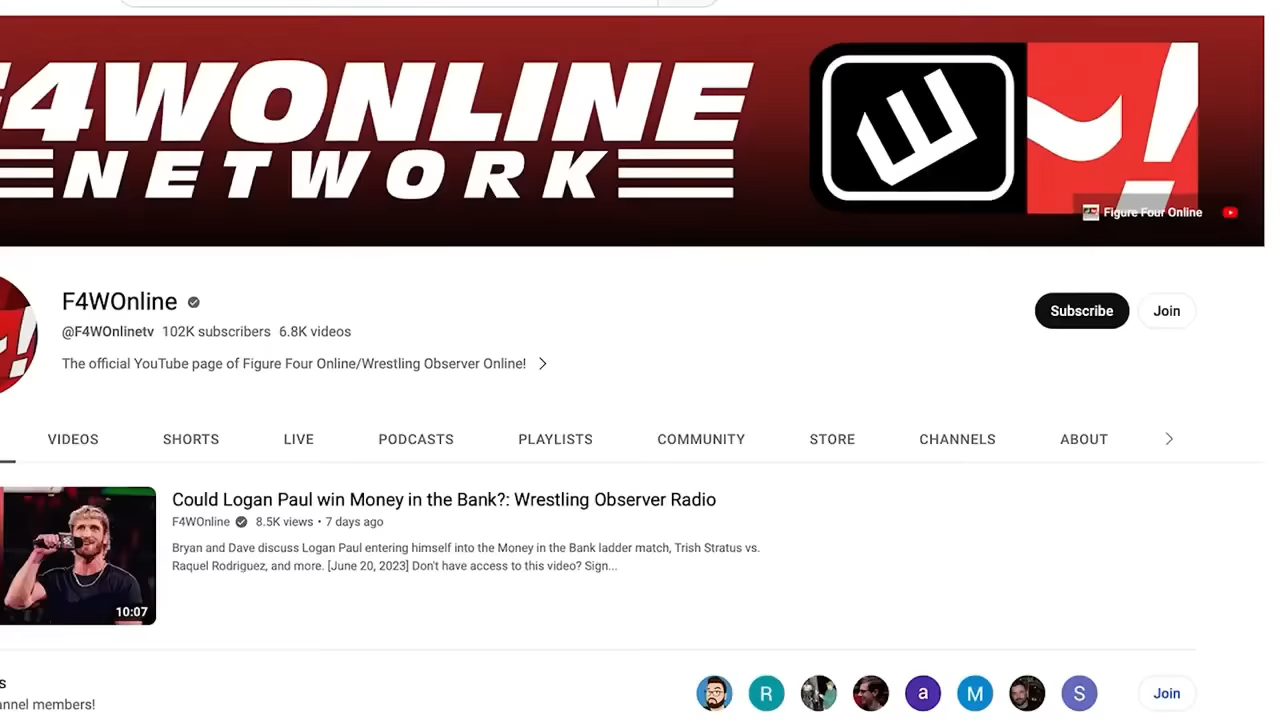 F4WONLINE
NETWORK
Figure Four Online
F4WOnline
@F4WOnlinetv 102K subscribers 6.8K videos
The official YouTube page of Figure Four Online/Wrestling Observer Online!
Subscribe
Join
VIDEOS SHORTS LIVE PODCASTS PLAYLISTS COMMUNITY STORE CHANNELS ABOUT
10:07
Could Logan Paul win Money in the Bank?: Wrestling Observer Radio
F4WOnline 8.5K views • 7 days ago
Bryan and Dave discuss Logan Paul entering himself into the Money in the Bank ladder match, Trish Stratus vs.
Raquel Rodriguez, and more. [June 20, 2023] Don't have access to this video? Sign...
R a M S
Join
members!